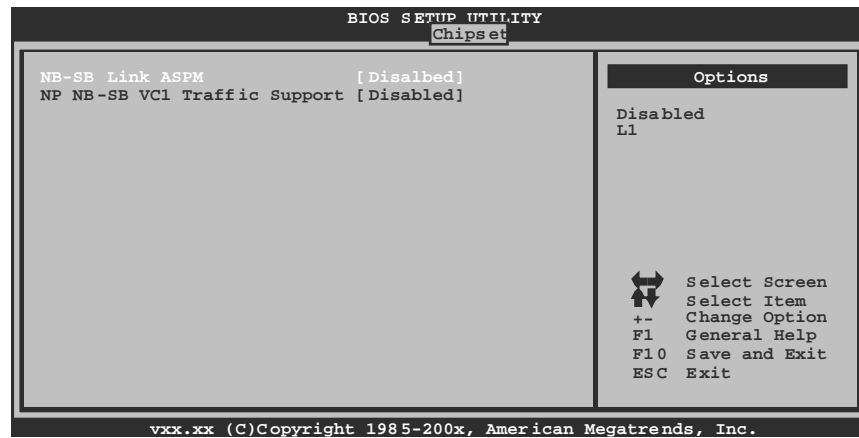 BIOS SETUP UTILITY
Chipset
NB-SB Link ASPM [Disalbed]
NP NB-SB VC1 Traffic Support [Disabled]
Options
Disabled
L1
Select Screen
Select Item
+- Change Option
F1 General Help
F10 Save and Exit
ESC Exit
vxx.xx (C)Copyright 1985-200x, American Megatrends, Inc.